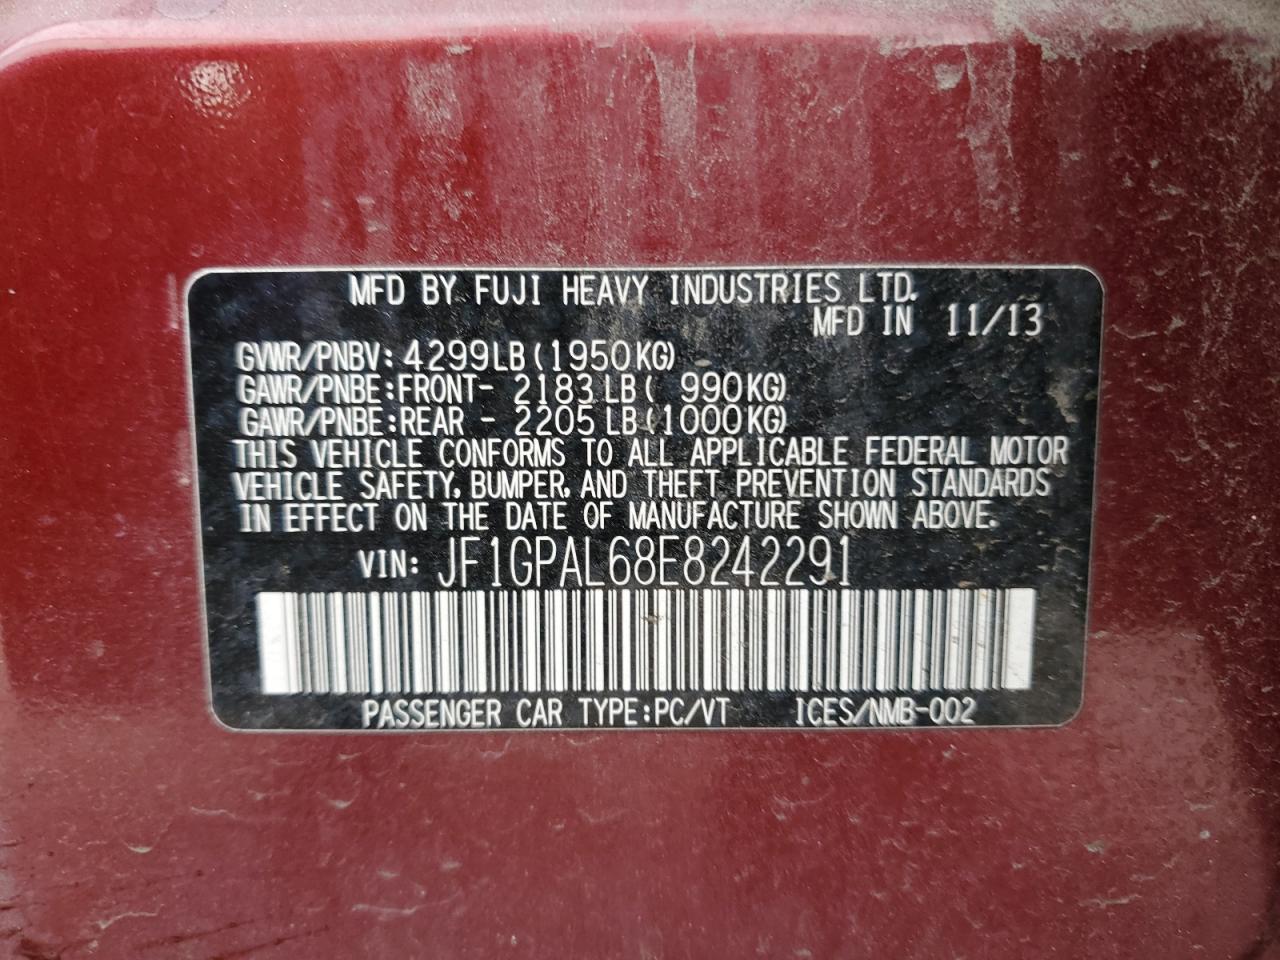 MFD BY FUJI HEAVY INDUSTRIES LTD.
MFD IN 11/13
GVWR/PNBV: 4299LB (1950KG)
GAWR/PNBE:FRONT- 2183LB ( 990KG)
GAWR/PNBE:REAR - 2205LB (1000KG)
THIS VEHICLE CONFORMS TO ALL APPLICABLE FEDERAL MOTOR
VEHICLE SAFETY, BUMPER, AND THEFT PREVENTION STANDARDS
IN EFFECT ON THE DATE OF MANUFACTURE SHOWN ABOVE.
VIN: JF1GPAL68E8242291
PASSENGER CAR TYPE:PC/VT ICES/NMB-002